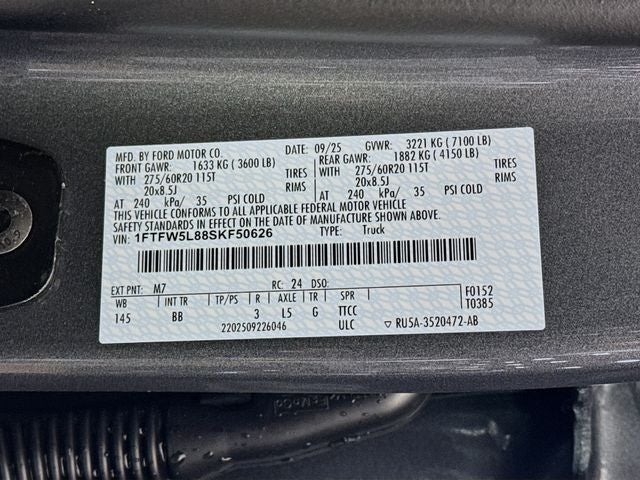 MFD. BY FORD MOTOR CO. DATE: 09/25 GVWR: 3221 KG ( 7100 LB)
FRONT GAWR: 1633 KG ( 3600 LB) REAR GAWR: 1882 KG ( 4150 LB)
WITH 275/60R20 115T TIRES WITH 275/60R20 115T TIRES
20x8.5J RIMS 20x8.5J RIMS
AT 240 kPa/ 35 PSI COLD AT 240 kPa/ 35 PSI COLD
THIS VEHICLE CONFORMS TO ALL APPLICABLE FEDERAL MOTOR VEHICLE
SAFETY STANDARDS IN EFFECT ON THE DATE OF MANUFACTURE SHOWN ABOVE.
VIN: 1FTFW5L88SKF50626 TYPE: Truck
EXT PNT: M7 RC: 24 DSO: F0152
WB INT TR TP/PS R AXLE TR SPR T0385
145 BB 3 L5 G TTCC
2202509226046 ULC ▽ RU5A-3520472-AB